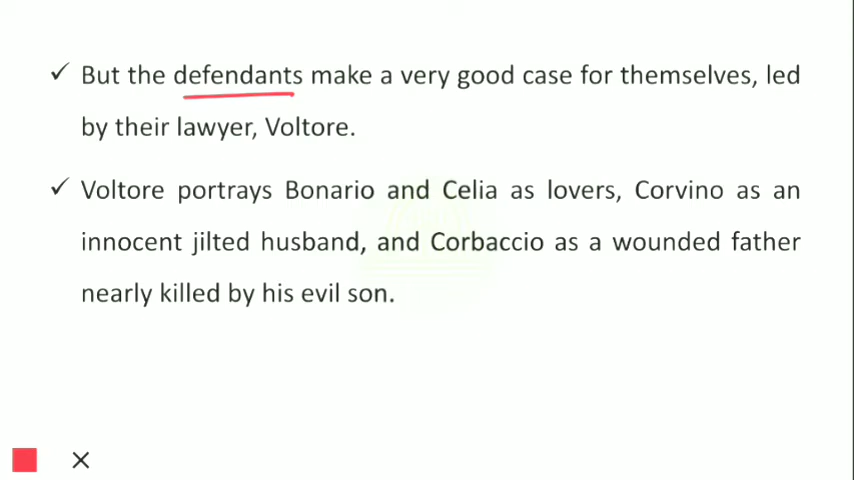 ✓ But the defendants make a very good case for themselves, led
by their lawyer, Voltore.
✓ Voltore portrays Bonario and Celia as lovers, Corvino as an
innocent jilted husband, and Corbaccio as a wounded father
nearly killed by his evil son.